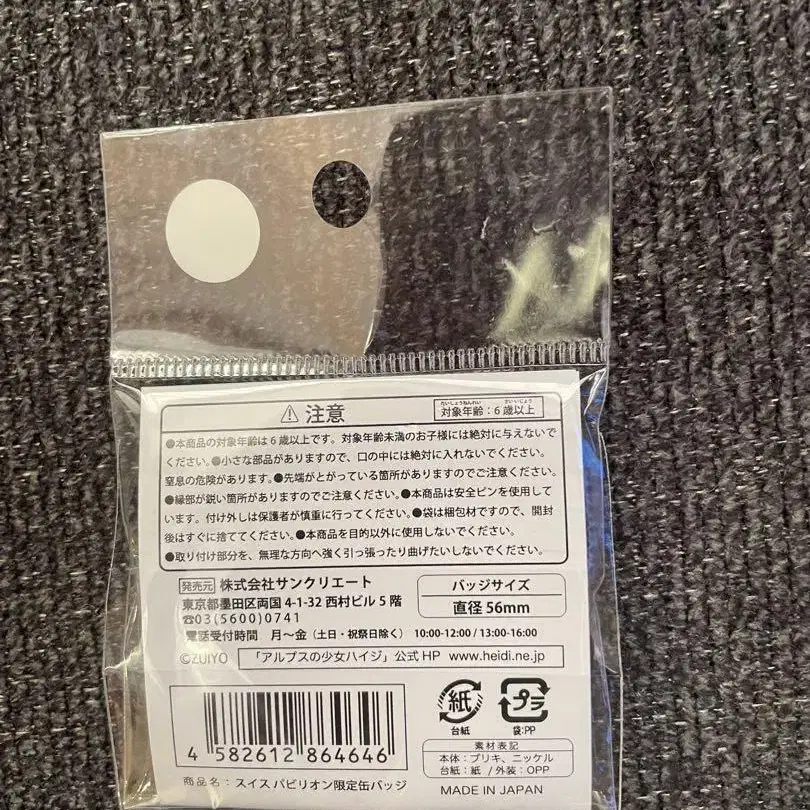 ⚠ 注意
たいしょうねんれい さいいじょう
対象年齢：6歳以上
●本商品の対象年齢は6歳以上です。対象年齢未満のお子様には絶対に与えないで
ください。●小さな部品がありますので、口の中には絶対に入れないでください。
窒息の危険があります。●先端がとがっている箇所がありますのでご注意ください。
●縁部が鋭い箇所がありますのでご注意ください。●本商品は安全ピンを使用して
います。付け外しは保護者が慎重に行ってください。●袋は梱包材ですので、開封
後はすぐに捨ててください。●本商品を目的以外に使用しないでください。
●取り付け部分を、無理な方向へ強く引っ張ったり曲げたいしないでください。
発売元 株式会社サンクリエート
東京都墨田区両国 4-1-32 西村ビル 5 階
☎03(5600)0741
電話受付時間 月〜金（土日・祝祭日除く） 10:00-12:00 / 13:00-16:00
バッジサイズ
直径 56mm
©ZUIYO 「アルプスの少女ハイジ」公式 HP www.heidi.ne.jp
4 582612 864646
商品名：スイス パビリオン限定缶バッジ
紙
台紙
プラ
袋:PP
素材表記
本体：ブリキ、ニッケル
台紙：紙 / 外装：OPP
MADE IN JAPAN